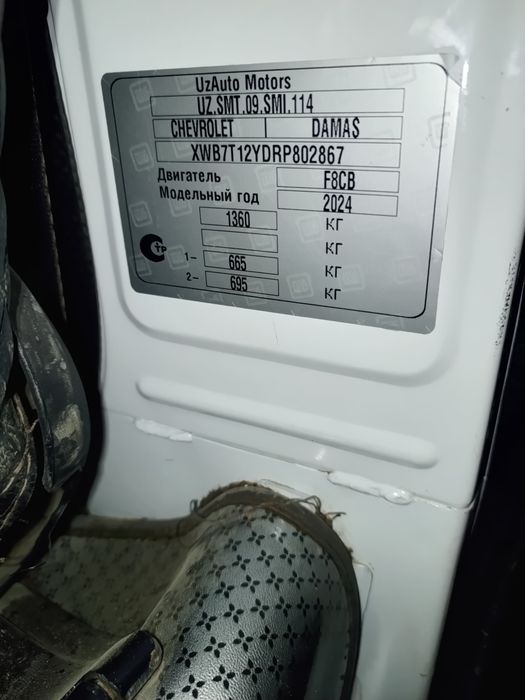 UzAuto Motors
UZ.SMT.09.SMI.114
CHEVROLET DAMAS
XWB7T12YDRP802867
Двигатель F8CB
Модельный год 2024
1360 КГ
КГ
1- 665 КГ
2- 695 КГ